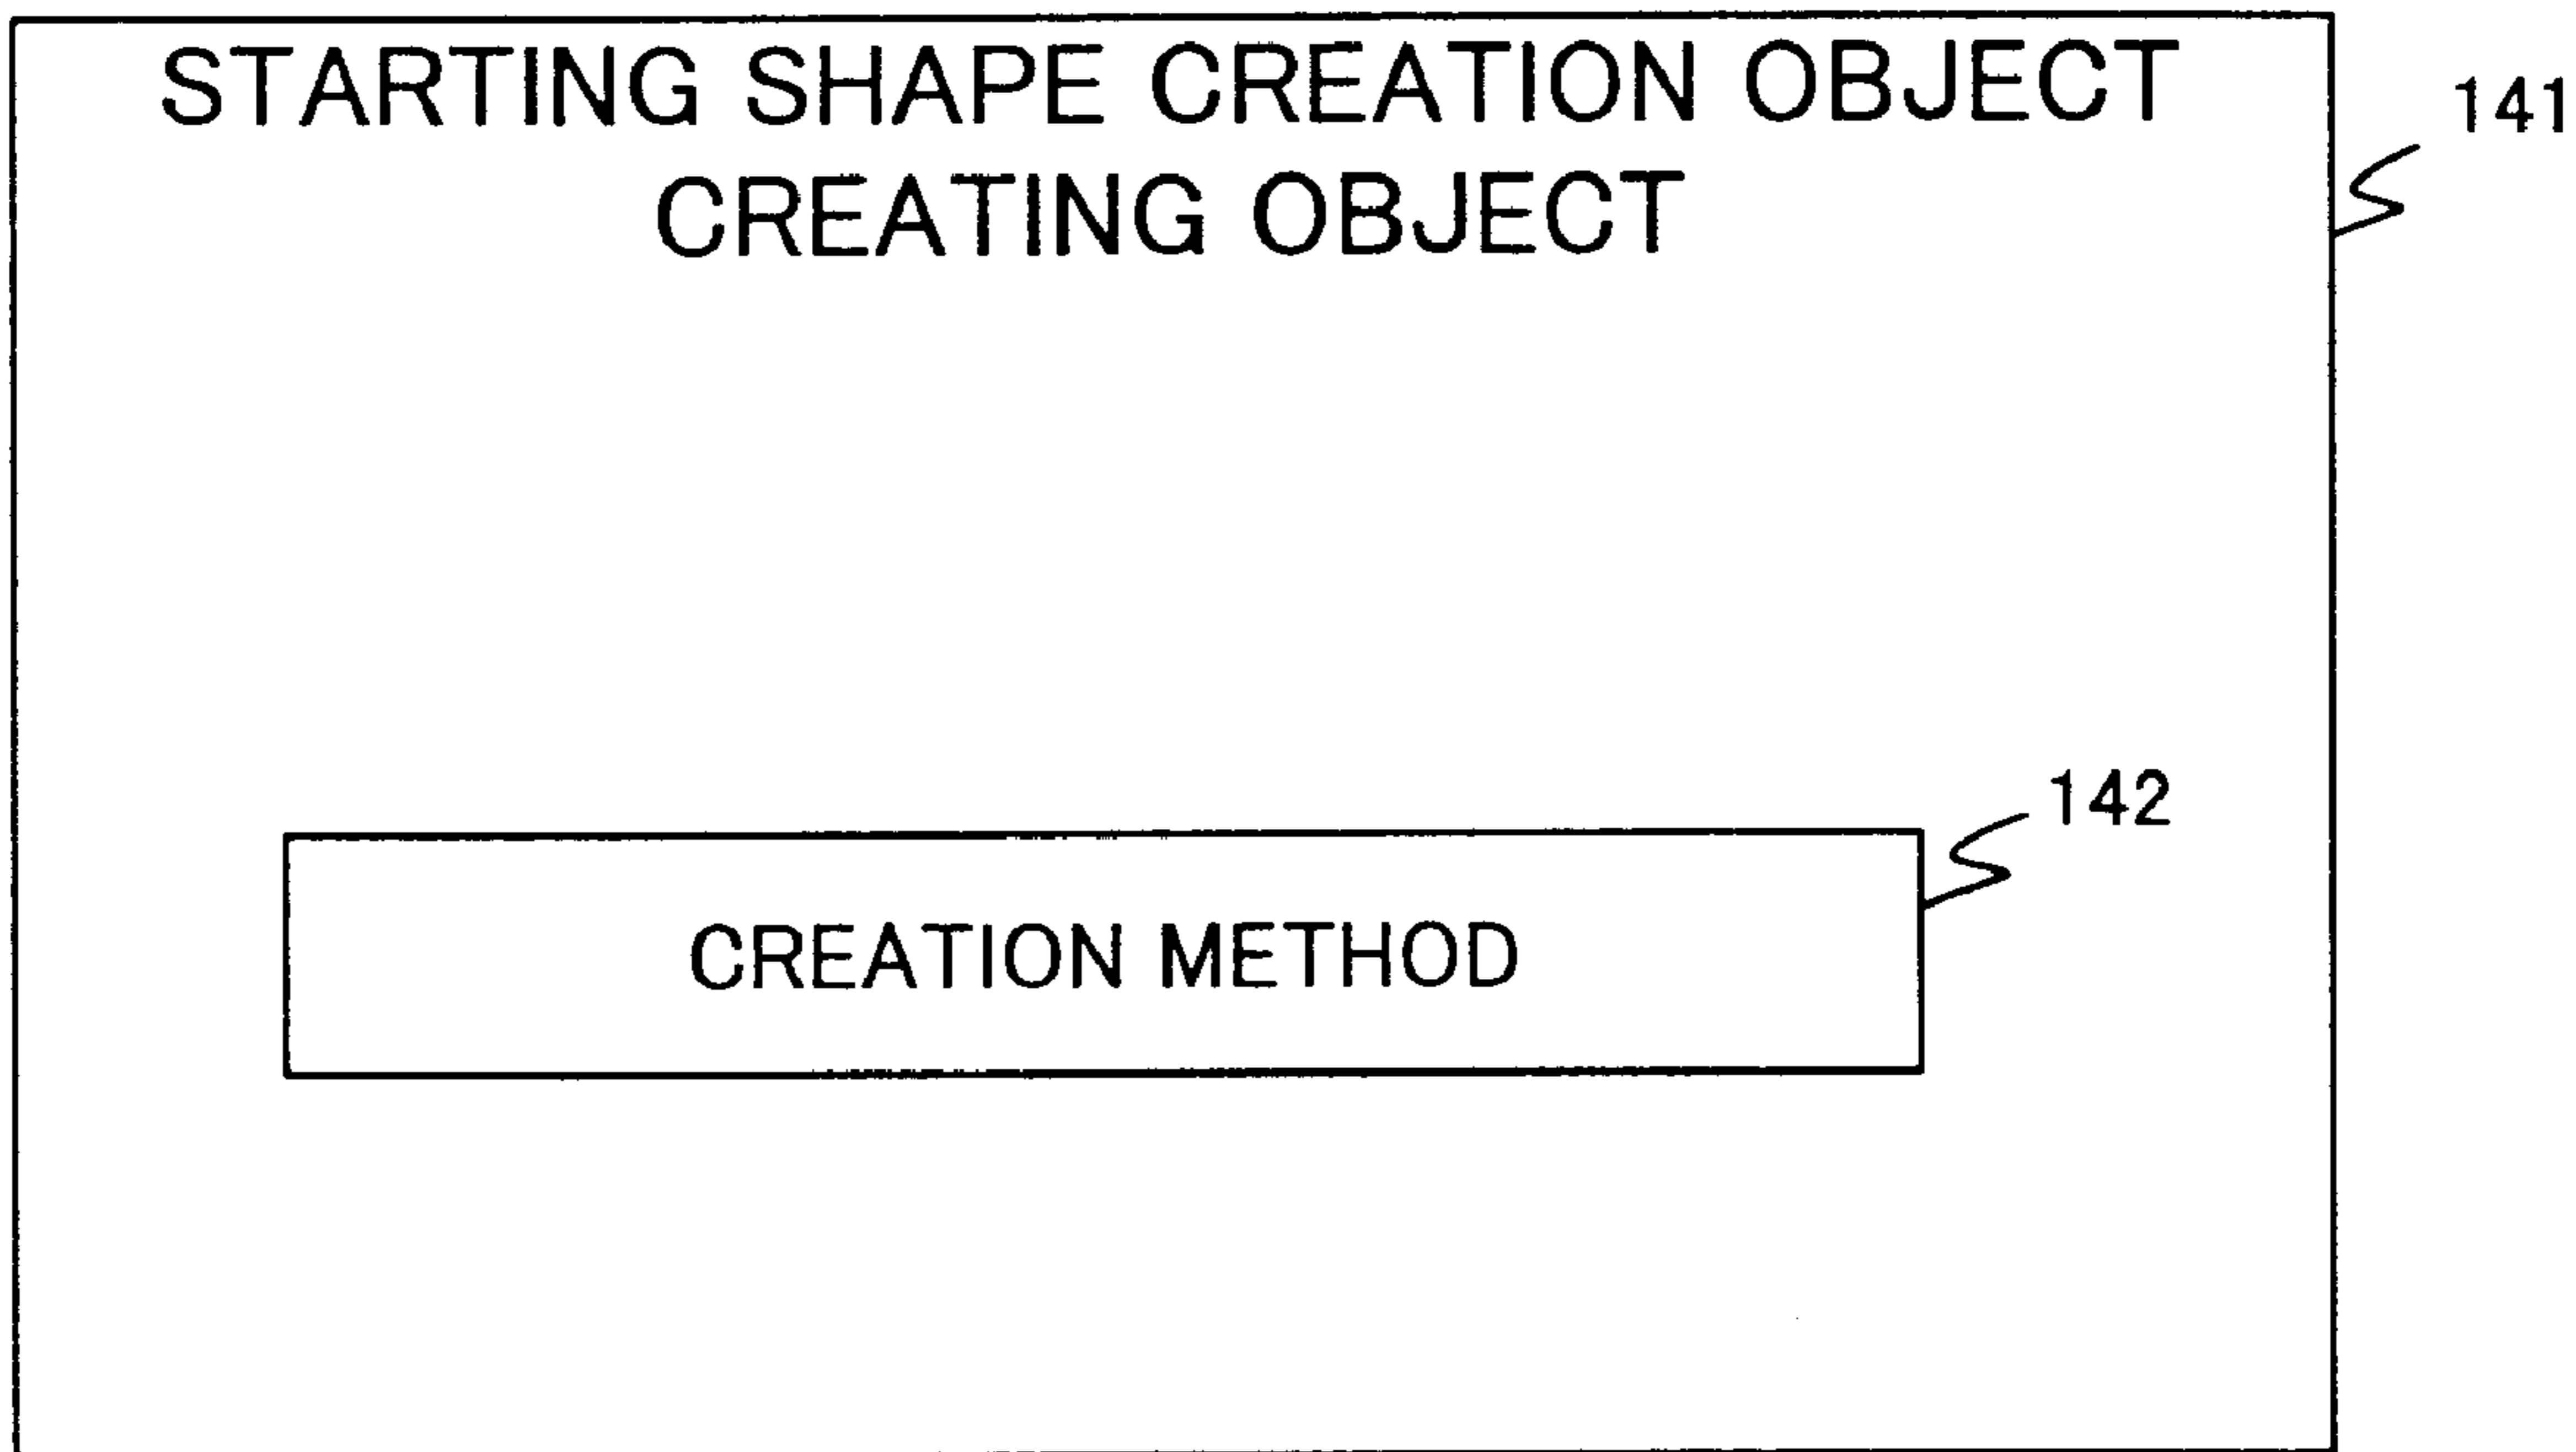 STARTING SHAPE CREATION OBJECT
CREATING OBJECT
141
142
CREATION METHOD